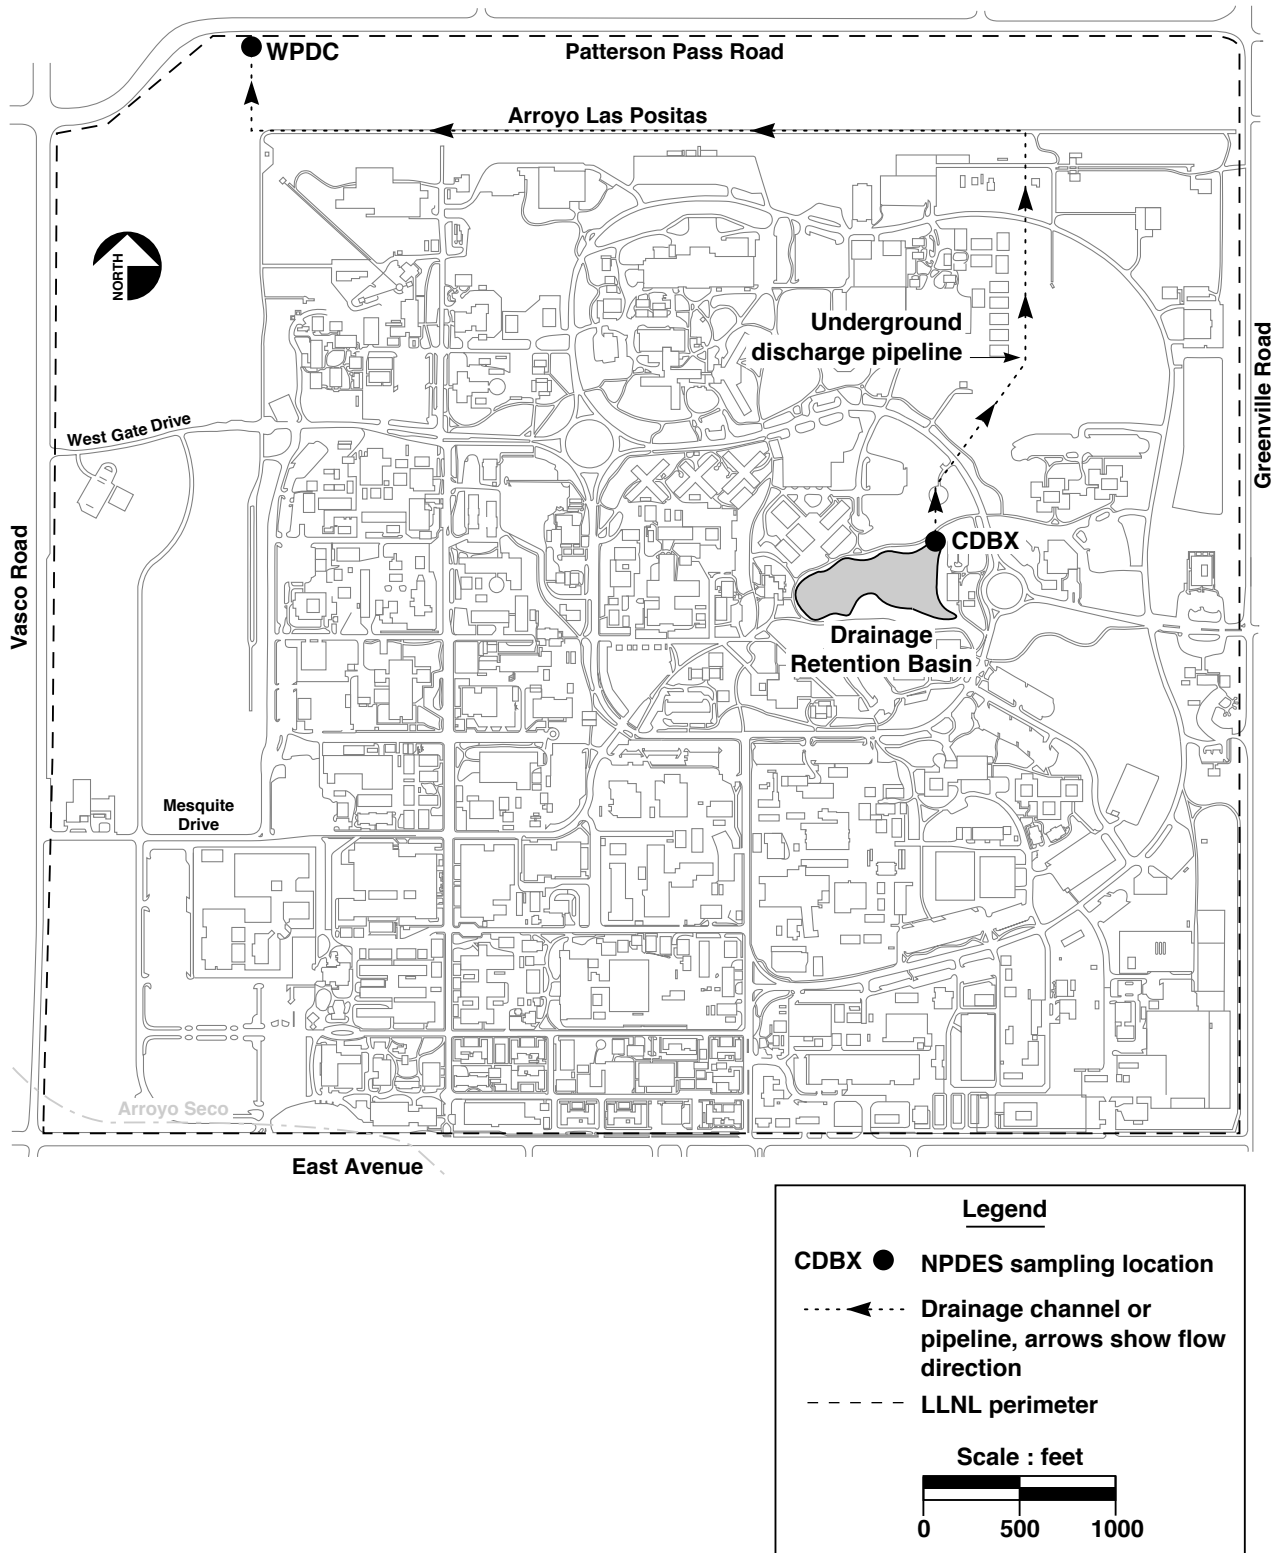 WPDC
Patterson Pass Road
Arroyo Las Positas
NORTH
Underground
discharge pipeline
Greenville Road
West Gate Drive
Vasco Road
CDBX
Drainage
Retention Basin
Mesquite
Drive
Arroyo Seco
East Avenue
Legend
CDBX NPDES sampling location
Drainage channel or
pipeline, arrows show flow
direction
LLNL perimeter
Scale : feet
0 500 1000